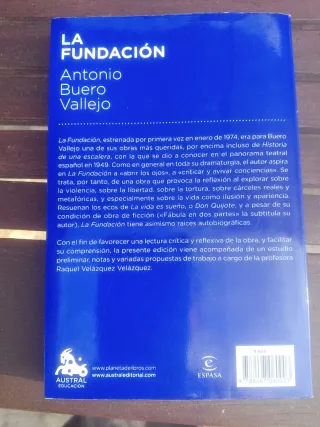 LA
FUNDACIÓN
Antonio
Buero
Vallejo
La Fundación, estrenada por primera vez en enero de 1974, era para Buero
Vallejo una de sus obras más queridas, por encima incluso de Historia
de una escalera, con la que se dio a conocer en el panorama teatral
español en 1949. Como en general en toda su dramaturgia, el autor aspira
en La Fundación a «abrir los ojos», a «criticar y avivar conciencias». Se
trata, por tanto, de una obra que provoca la reflexión al explorar sobre
la violencia, sobre la libertad, sobre la tortura, sobre cárceles reales y
metafóricas, y especialmente sobre la vida como ilusión y apariencia.
Resuenan los ecos de La vida es sueño, o Don Quijote, y a pesar de su
condición de obra de ficción («Fábula en dos partes» la subtitula su
autor), La Fundación tiene asimismo raíces autobiográficas.
Con el fin de favorecer una lectura crítica y reflexiva de la obra, y facilitar
su comprensión, la presente edición viene acompañada de un estudio
preliminar, notas y variadas propuestas de trabajo a cargo de la profesora
Raquel Velázquez Velázquez.
AUSTRAL
EDUCACIÓN
www.planetadelibros.com
www.australeditorial.com
ESPASA